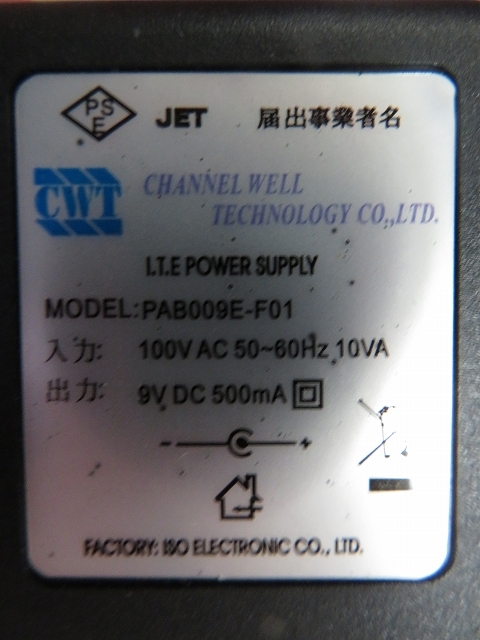 PS E JET 届出事業者名
CWT CHANNEL WELL
TECHNOLOGY CO.,LTD.
I.T.E POWER SUPPLY
MODEL:PAB009E-F01
入力: 100V AC 50~60Hz 10VA
出力: 9V DC 500mA
- +
FACTORY: ISO ELECTRONIC CO., LTD.